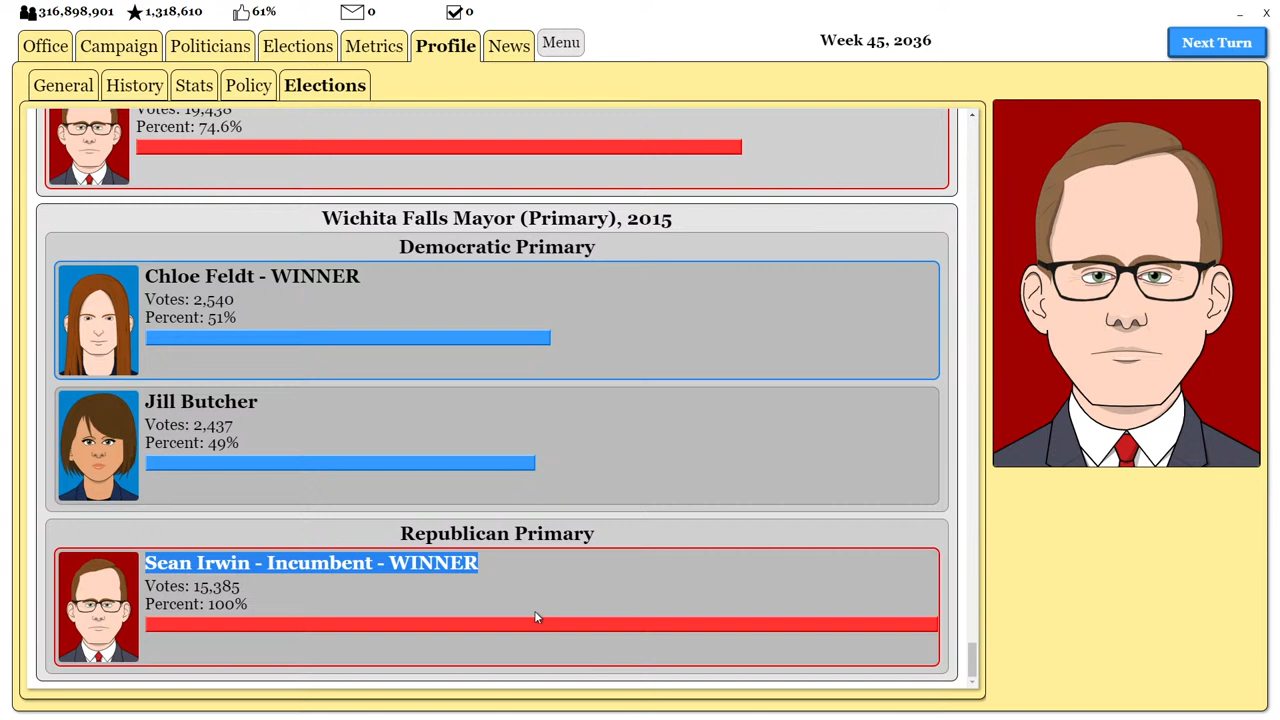 316,898,901 1,318,610 61% 0 0 _ X
Office Campaign Politicians Elections Metrics Profile News Menu Week 45, 2036 Next Turn
General History Stats Policy Elections
Votes: 19,438
Percent: 74.6%
Wichita Falls Mayor (Primary), 2015
Democratic Primary
Chloe Feldt - WINNER
Votes: 2,540
Percent: 51%
Jill Butcher
Votes: 2,437
Percent: 49%
Republican Primary
Sean Irwin - Incumbent - WINNER
Votes: 15,385
Percent: 100%